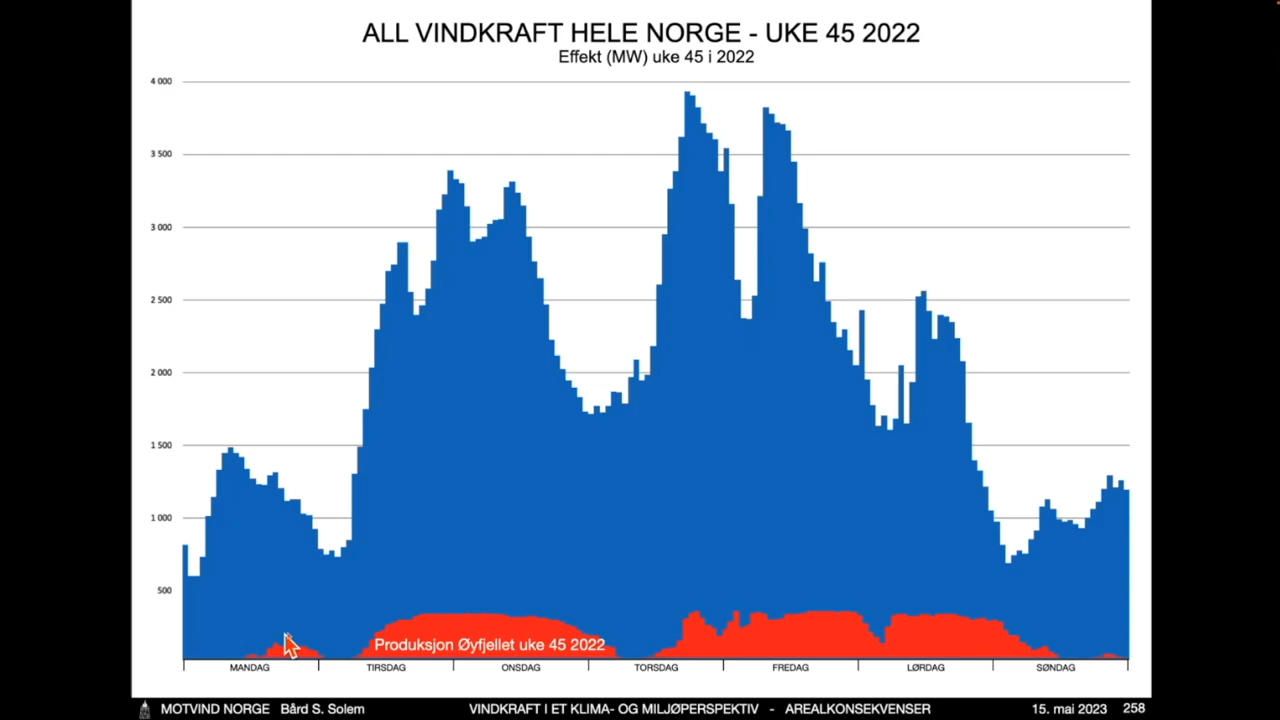 ALL VINDKRAFT HELE NORGE - UKE 45 2022
Effekt (MW) uke 45 i 2022
4 000
3 500
3 000
2 500
2 000
1 500
1 000
500
Produksjon Øyfjellet uke 45 2022
MANDAG TIRSDAG ONSDAG TORSDAG FREDAG LØRDAG SØNDAG
MOTVIND NORGE Bård S. Solem VINDKRAFT I ET KLIMA- OG MILJØPERSPEKTIV - AREALKONSEKVENSER 15. mai 2023 258